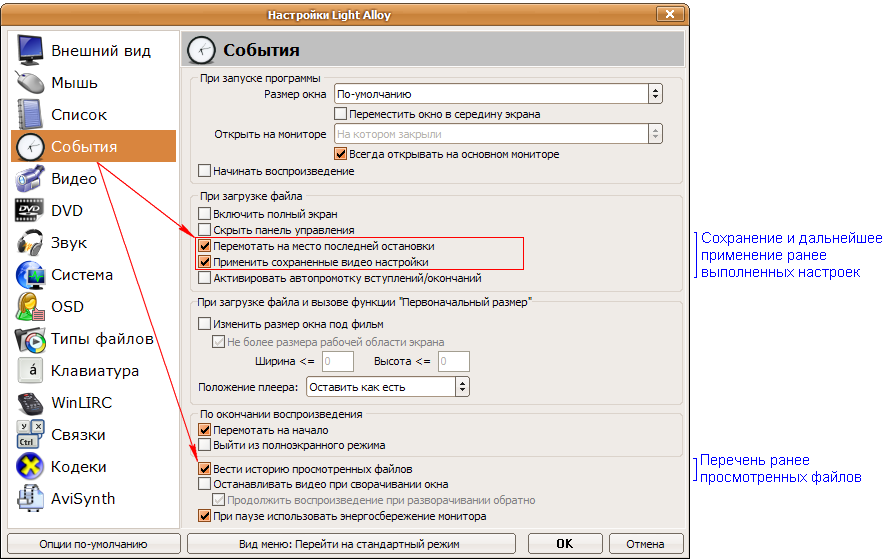 Настройки Light Alloy
Внешний вид
Мышь
Список
События
Видео
DVD
DVD
Звук
Система
OSD
Типы файлов
á
Клавиатура
WinLIRC
Y X
Ctrl
Связки
Кодеки
AviSynth
События
При запуске программы
Размер окна По-умолчанию
Переместить окно в середину экрана
Открыть на мониторе На котором закрыли
Всегда открывать на основном мониторе
Начинать воспроизведение
При загрузке файла
Включить полный экран
Скрыть панель управления
Перемотать на место последней остановки
Применить сохраненные видео настройки
Активировать автопромотку вступлений/окончаний
При загрузке файла и вызове функции "Первоначальный размер"
Изменить размер окна под фильм
Не более размера рабочей области экрана
Ширина <= 0 Высота <= 0
Положение плеера: Оставить как есть
По окончании воспроизведения
Перемотать на начало
Выйти из полноэкранного режима
Вести историю просмотренных файлов
Останавливать видео при сворачивании окна
Продолжить воспроизведение при разворачивании обратно
При паузе использовать энергосбережение монитора
Опции по-умолчанию
Вид меню: Перейти на стандартный режим
OK
Отмена
Сохранение и дальнейшее
применение ранее
выполненных настроек
Перечень ранее
просмотренных файлов